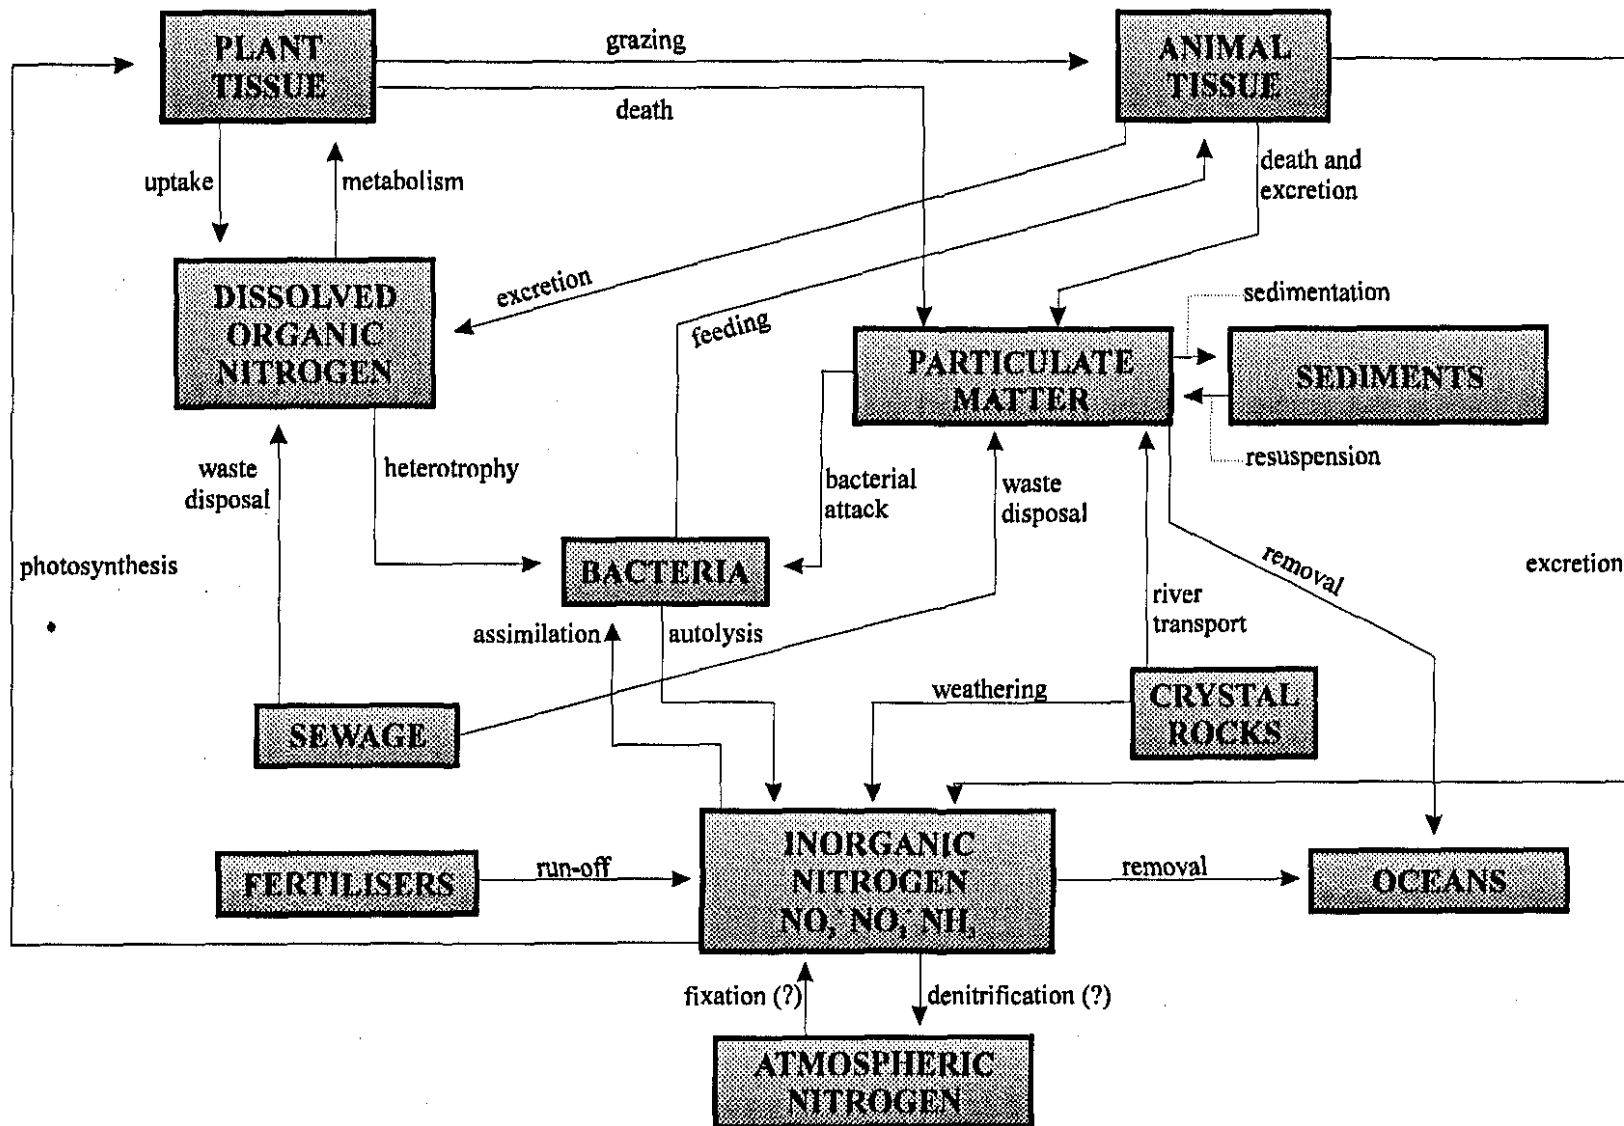 PLANT
TISSUE
grazing
ANIMAL
TISSUE
death
uptake
metabolism
death and
excretion
DISSOLVED
ORGANIC
NITROGEN
excretion
feeding
sedimentation
PARTICULATE
MATTER
SEDIMENTS
resuspension
waste
disposal
heterotrophy
bacterial
attack
waste
disposal
photosynthesis
BACTERIA
removal
excretion
river
transport
assimilation
autolysis
weathering
CRYSTAL
ROCKS
SEWAGE
INORGANIC
NITROGEN
FERTILISERS
run-off
removal
OCEANS
fixation (?)
denitrification (?)
ATMOSPHERIC
NITROGEN